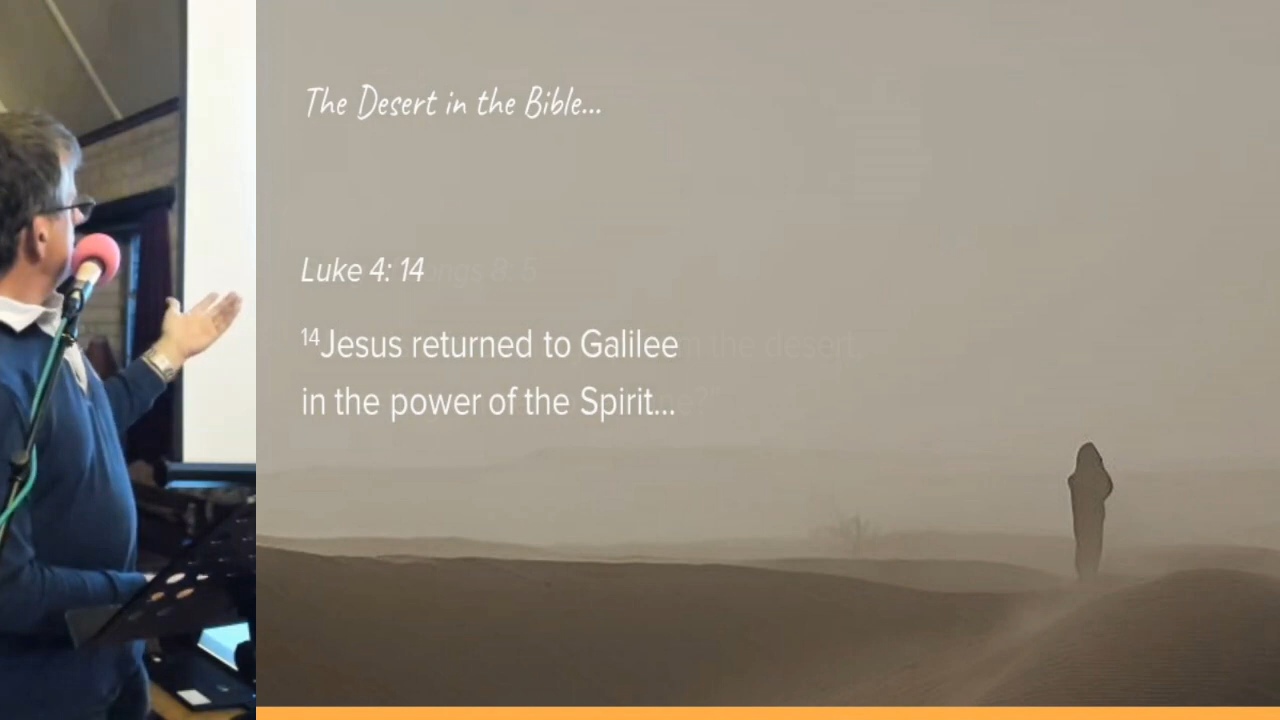 The Desert in the Bible...
Luke 4: 14
¹⁴Jesus returned to Galilee
in the power of the Spirit...